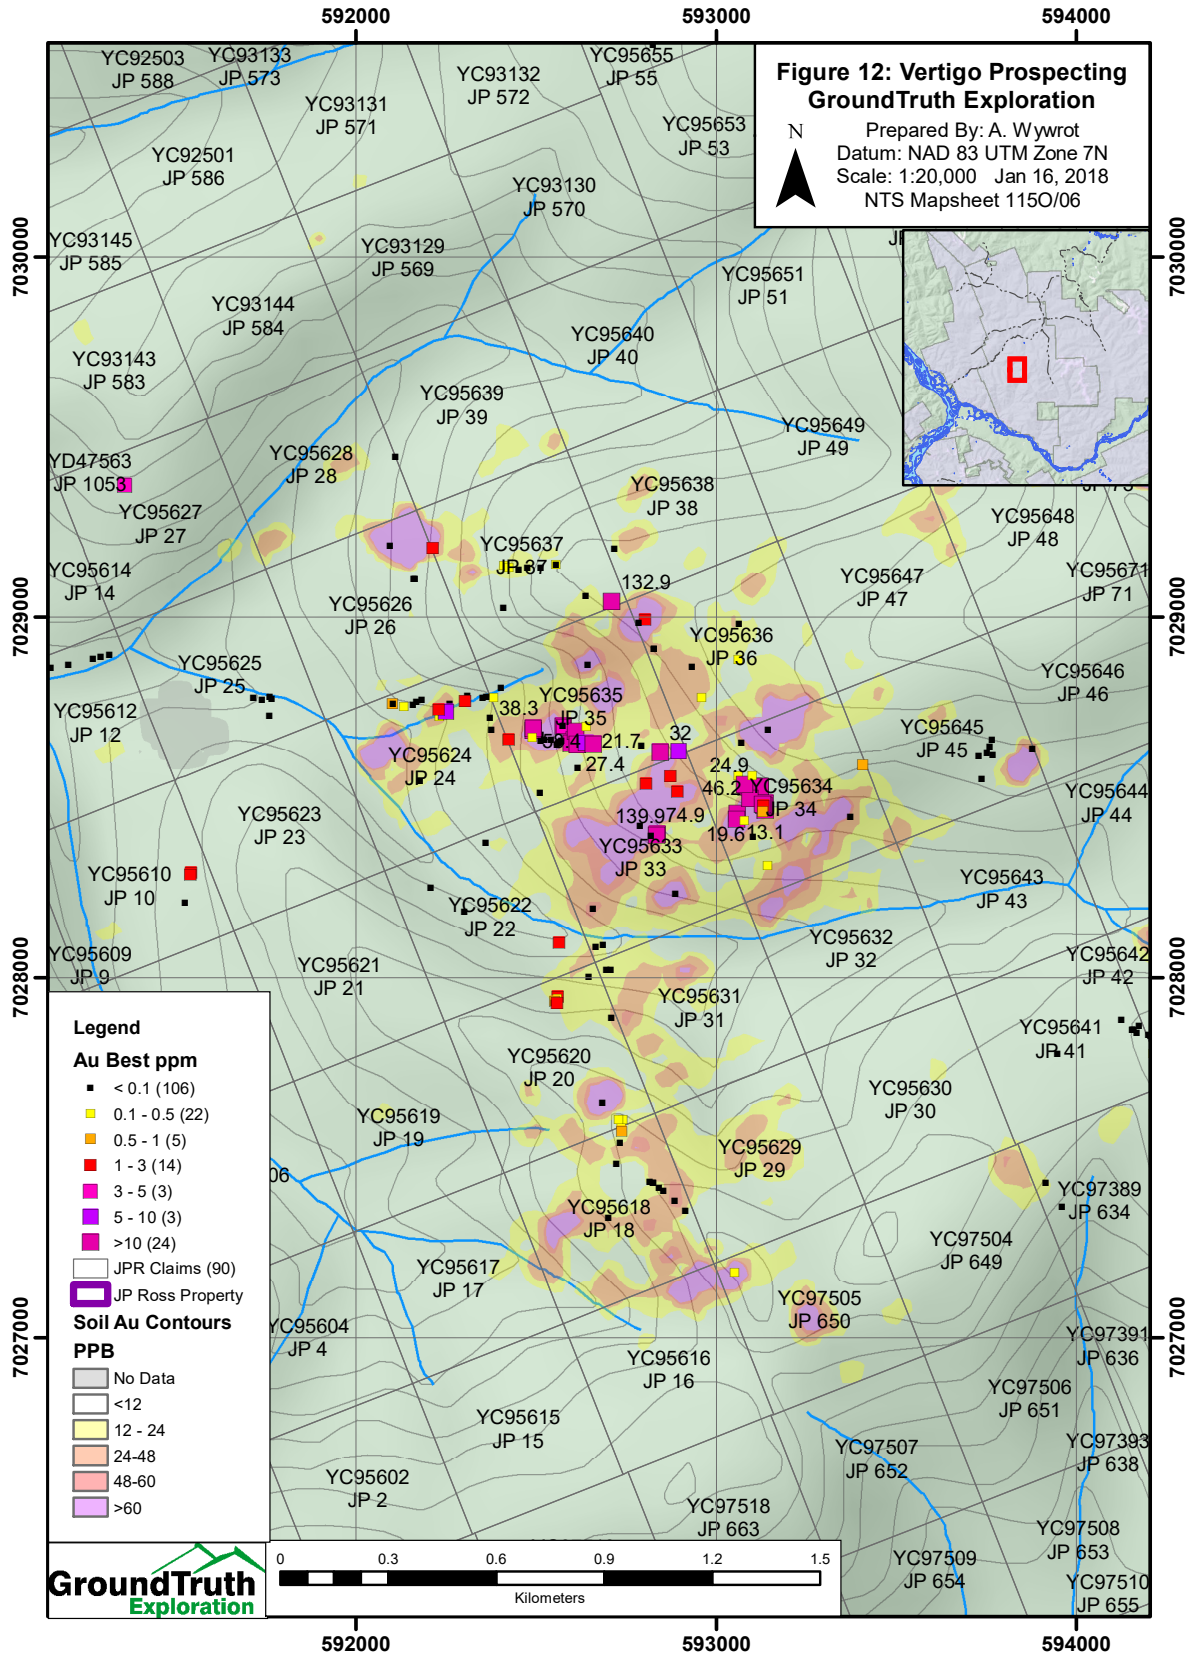 592000
593000
594000
Figure 12: Vertigo Prospecting
GroundTruth Exploration
N
Prepared By: A. Wywrot
Datum: NAD 83 UTM Zone 7N
Scale: 1:20,000 Jan 16, 2018
NTS Mapsheet 115O/06
YC92503
JP 588
YC93133
JP 573
YC93132
JP 572
YC95655
JP 55
YC93131
JP 571
YC95653
JP 53
YC92501
JP 586
YC93130
JP 570
YC93145
JP 585
YC93129
JP 569
YC95651
JP 51
7030000
7030000
YC93144
JP 584
YC95640
JP 40
YC93143
JP 583
YC95639
JP 39
YC95649
JP 49
YD47563
JP 1053
YC95628
JP 28
YC95638
JP 38
YC95627
JP 27
YC95648
JP 48
YC95637
JP 37
YC95614
JP 14
YC95647
JP 47
YC95671
JP 71
132.9
YC95626
JP 26
7029000
7029000
YC95636
JP 36
YC95625
JP 25
YC95646
JP 46
YC95635
JP 35
38.3
YC95612
JP 12
21.7
32
YC95645
JP 45
27.4
24.9
YC95624
JP 24
46.2
YC95634
JP 34
YC95644
JP 44
YC95623
JP 23
139.974.9
19.613.1
YC95633
JP 33
YC95610
JP 10
YC95643
JP 43
YC95622
JP 22
YC95632
JP 32
YC95609
JP 9
YC95621
JP 21
YC95642
JP 42
7028000
7028000
YC95631
JP 31
YC95641
JP 41
YC95620
JP 20
YC95630
JP 30
YC95619
JP 19
YC95629
JP 29
06
YC97389
JP 634
YC95618
JP 18
YC97504
JP 649
YC95617
JP 17
YC97505
JP 650
YC95604
JP 4
7027000
7027000
YC97391
JP 636
YC95616
JP 16
YC97506
JP 651
YC95615
JP 15
YC97507
JP 652
YC97393
JP 638
YC95602
JP 2
YC97518
JP 663
YC97508
JP 653
YC97509
JP 654
YC97510
JP 655
Legend
Au Best ppm
< 0.1 (106)
0.1 - 0.5 (22)
0.5 - 1 (5)
1 - 3 (14)
3 - 5 (3)
5 - 10 (3)
>10 (24)
JPR Claims (90)
JP Ross Property
Soil Au Contours
PPB
No Data
<12
12 - 24
24-48
48-60
>60
GroundTruth
Exploration
0 0.3 0.6 0.9 1.2 1.5
Kilometers
592000
593000
594000